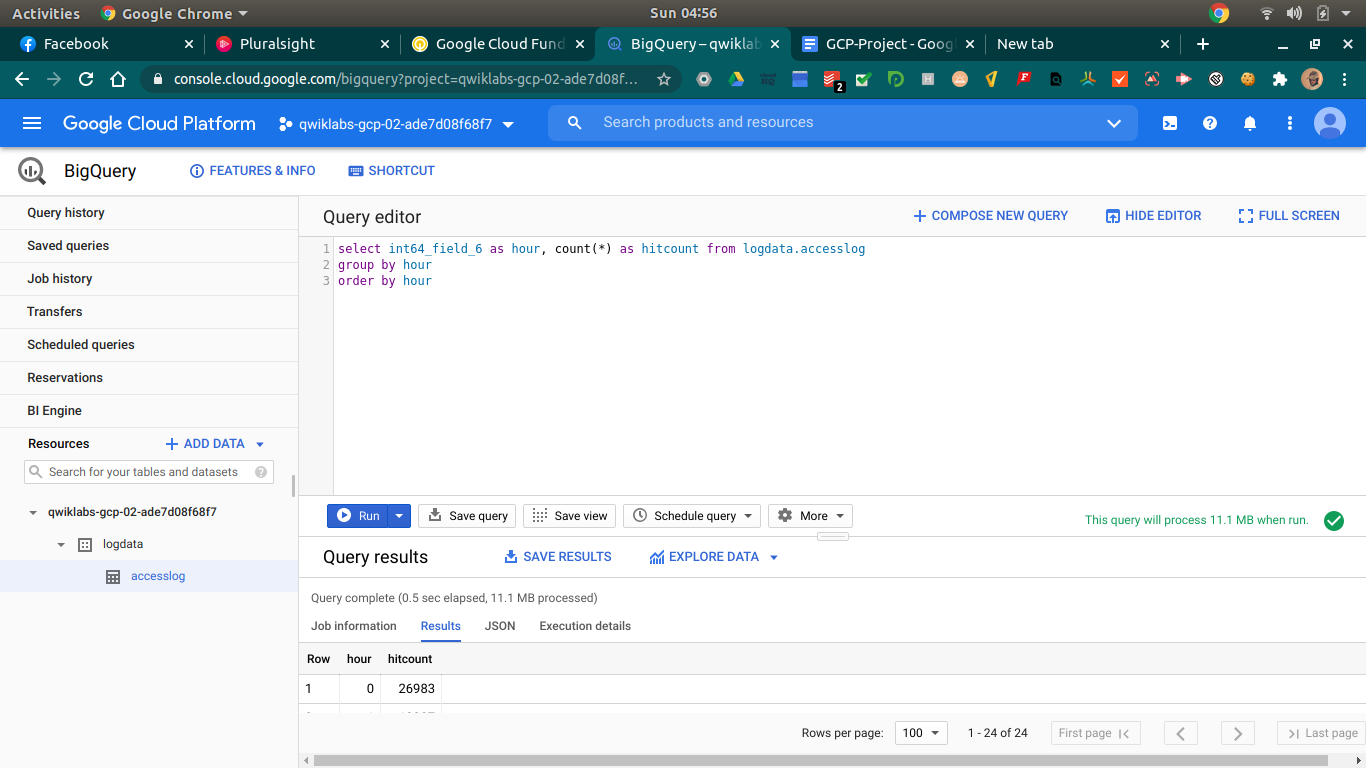 Activities Google Chrome Sun 04:56
Facebook Pluralsight Google Cloud Fund BigQuery – qwiklab GCP-Project - Googl New tab
console.cloud.google.com/bigquery?project=qwiklabs-gcp-02-ade7d08f... 2
Google Cloud Platform qwiklabs-gcp-02-ade7d08f68f7 Search products and resources
BigQuery FEATURES & INFO SHORTCUT
Query history
Saved queries
Job history
Transfers
Scheduled queries
Reservations
BI Engine
Resources ADD DATA
Search for your tables and datasets
qwiklabs-gcp-02-ade7d08f68f7
logdata
accesslog
Query editor COMPOSE NEW QUERY HIDE EDITOR FULL SCREEN
1 select int64_field_6 as hour, count(*) as hitcount from logdata.accesslog
2 group by hour
3 order by hour
Run Save query Save view Schedule query More This query will process 11.1 MB when run.
Query results SAVE RESULTS EXPLORE DATA
Query complete (0.5 sec elapsed, 11.1 MB processed)
Job information Results JSON Execution details
Row hour hitcount
1 0 26983
Rows per page: 100 1 - 24 of 24 First page Last page